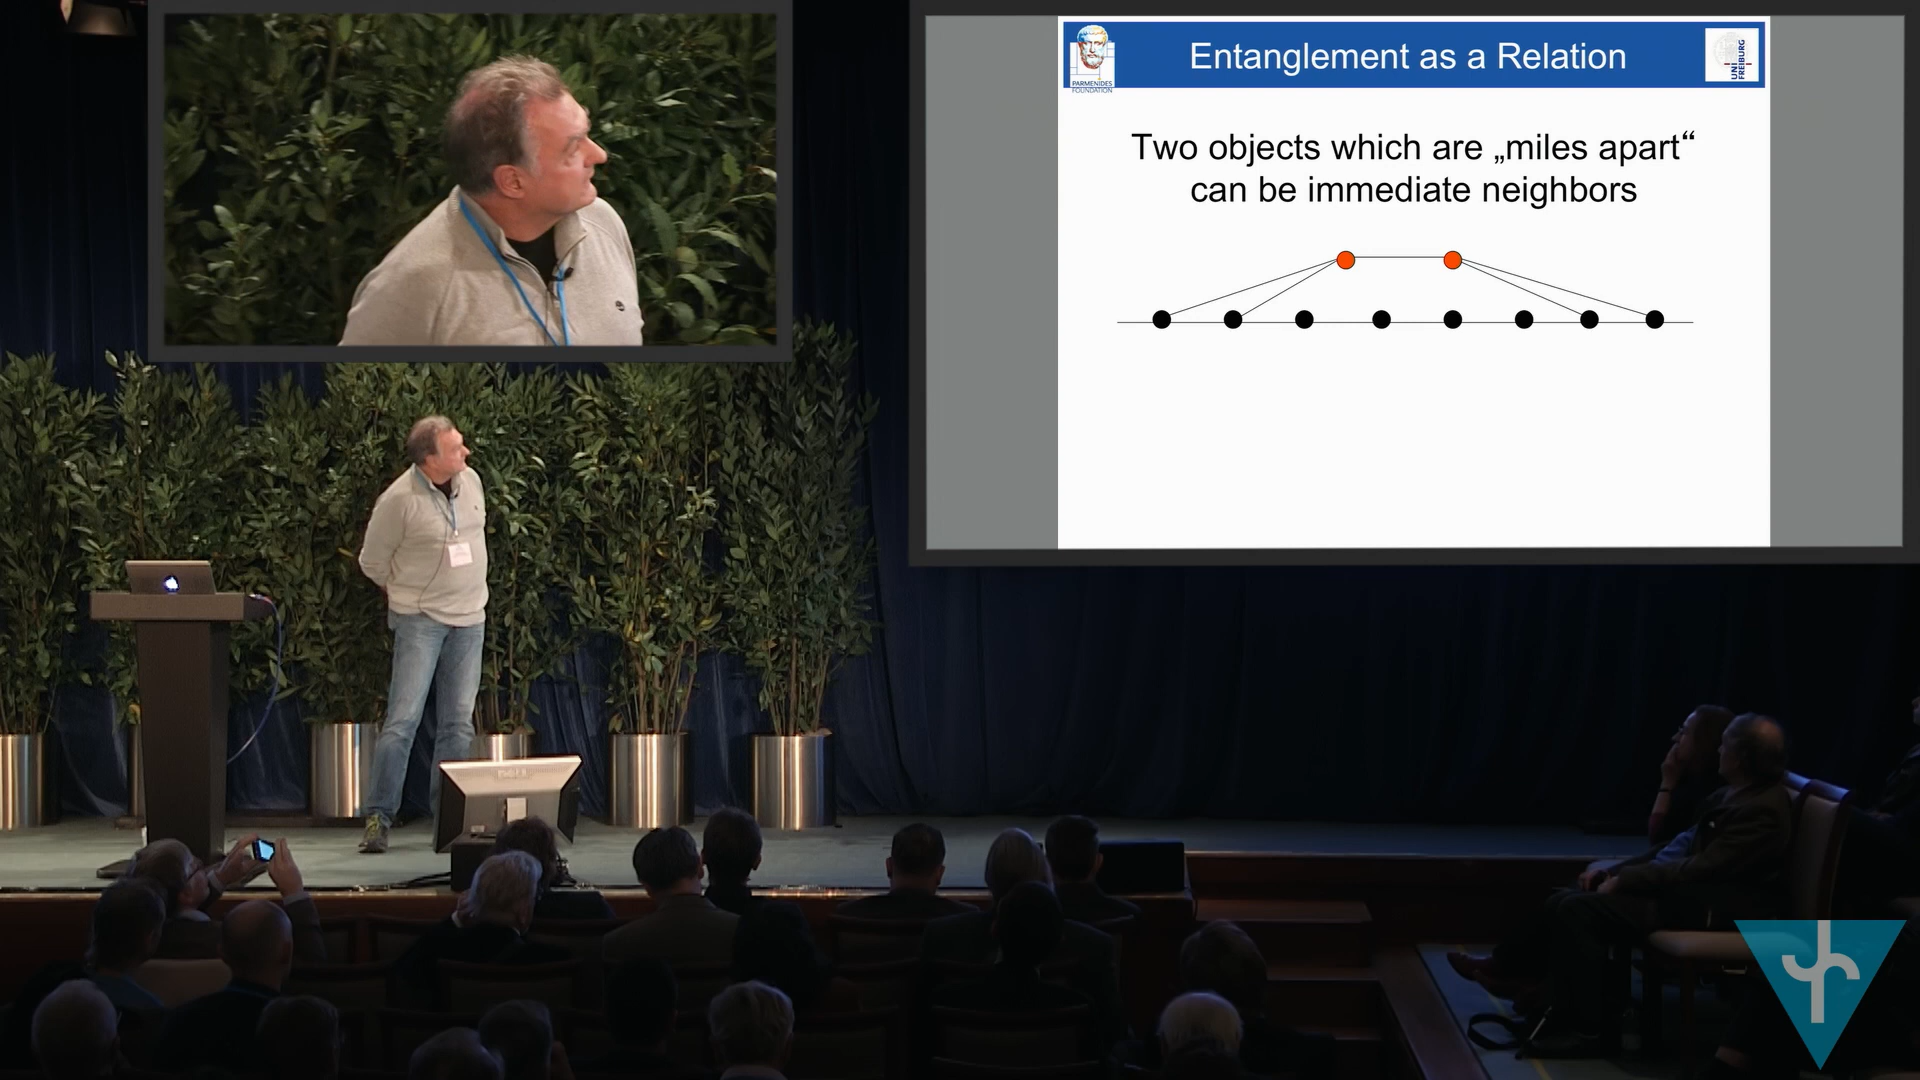 Entanglement as a Relation
PARMENIDES
FOUNDATION
UNI
FREIBURG
Two objects which are „miles apart“
can be immediate neighbors